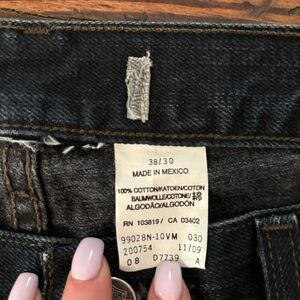 38/30
MADE IN MEXICO
100% COTTON/KATOEN/COTON
BAUMWOLLE/COTONE/
ALGODÃO/ALGODÓN
RN 103819 / CA 03402
99028N-10VM 030
200754 11/09
08 D7739 A